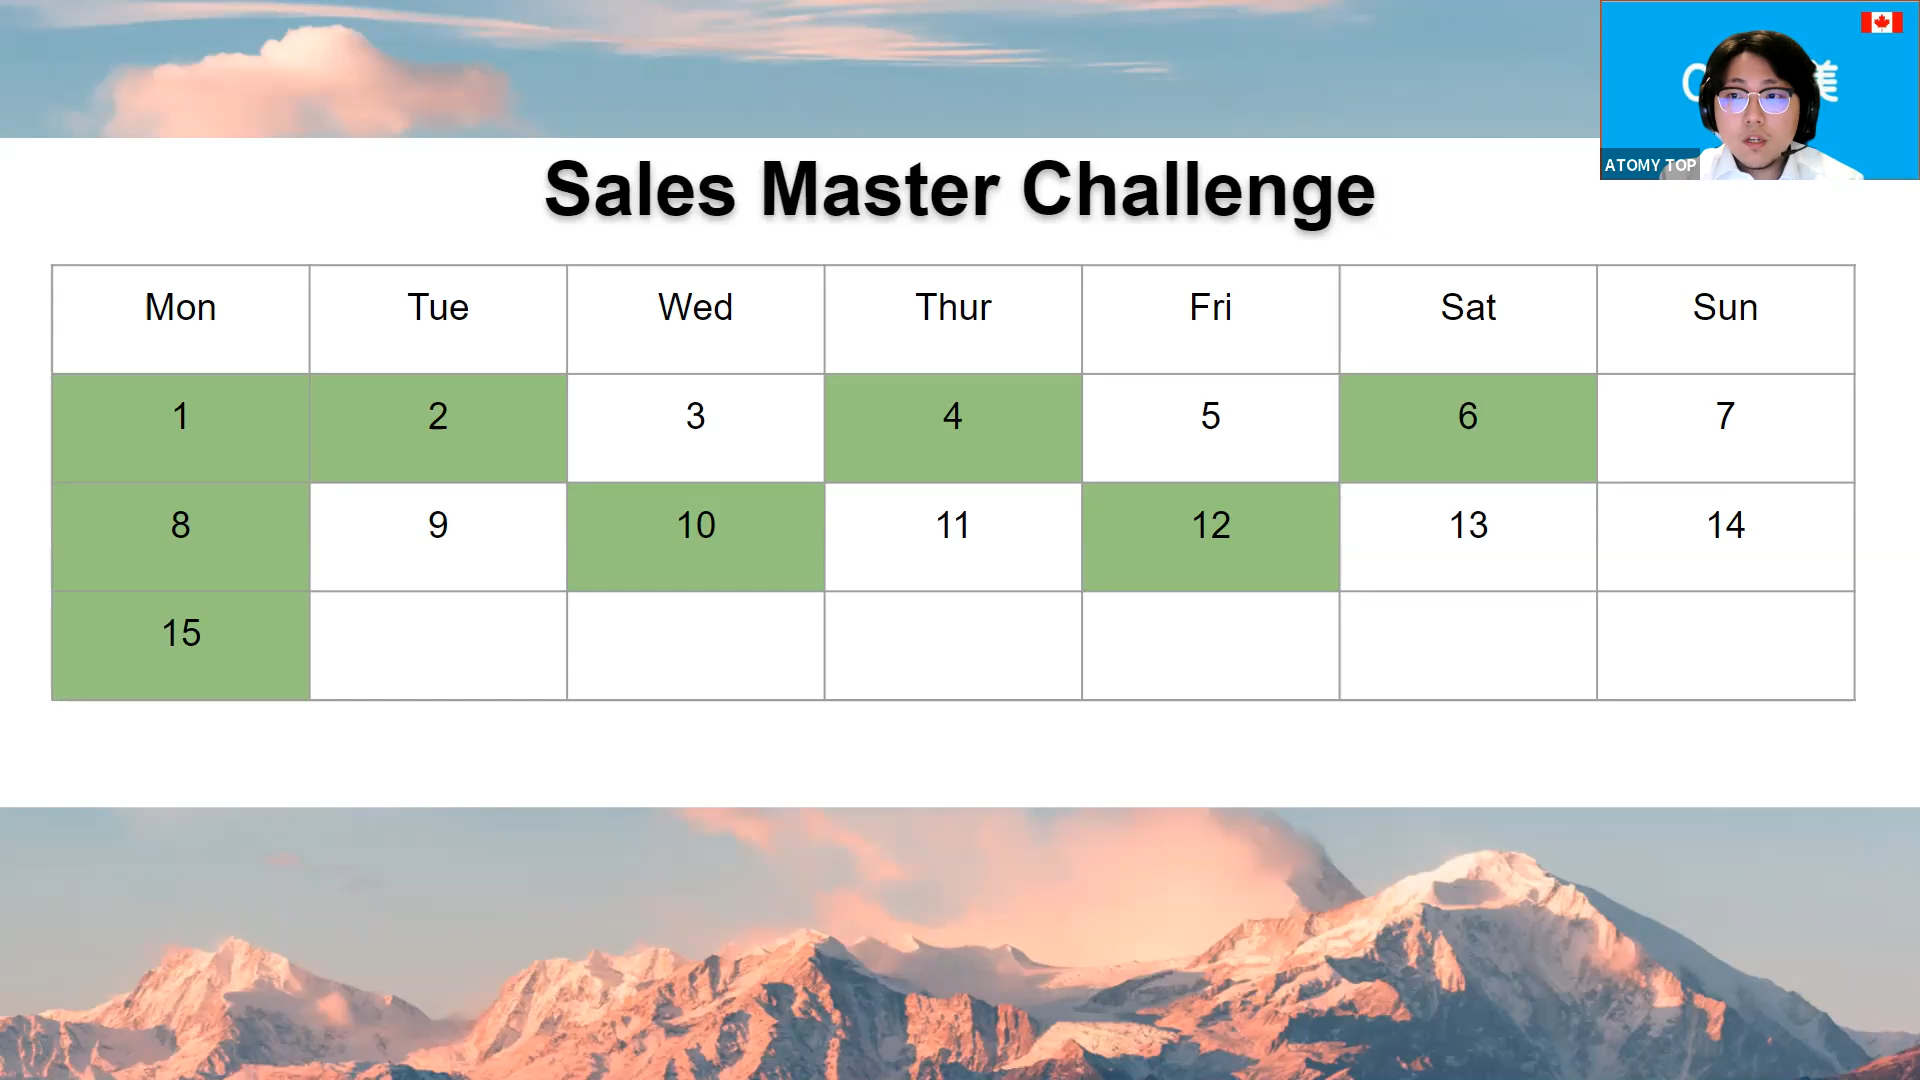 Sales Master Challenge
ATOMY TOP
Mon Tue Wed Thur Fri Sat Sun
1 2 3 4 5 6 7
8 9 10 11 12 13 14
15